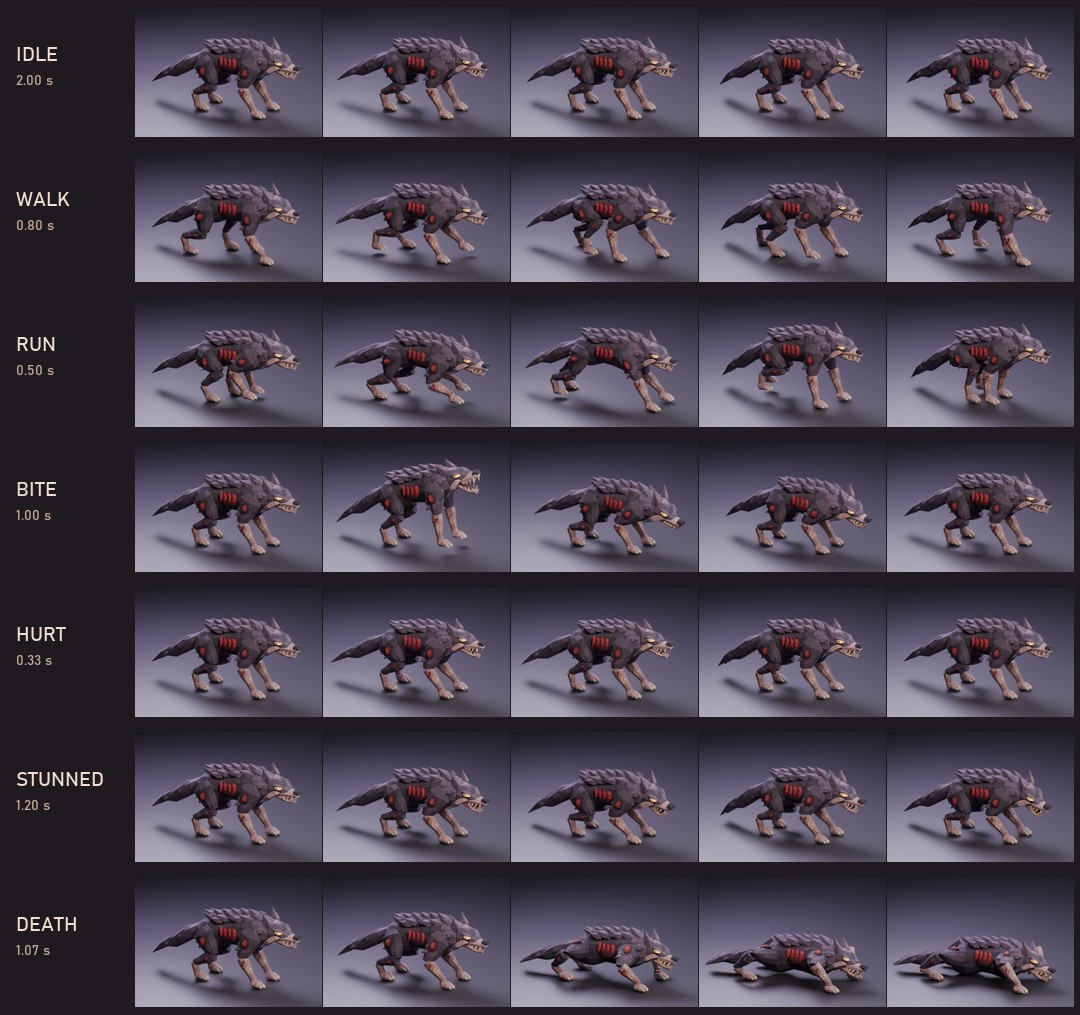 IDLE
2.00 s
WALK
0.80 s
RUN
0.50 s
BITE
1.00 s
HURT
0.33 s
STUNNED
1.20 s
DEATH
1.07 s